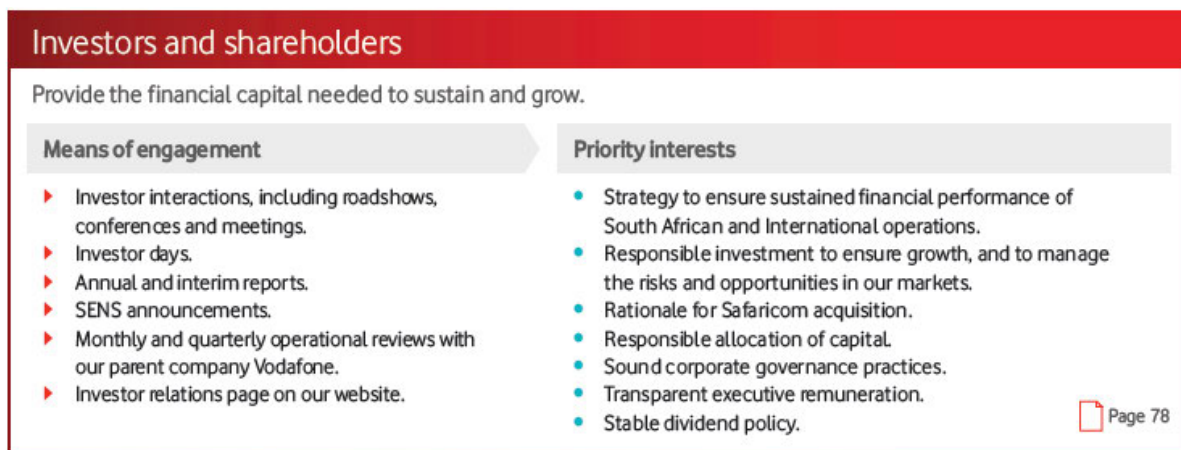 Investors and shareholders
Provide the financial capital needed to sustain and grow.
Means of engagement
Investor interactions, including roadshows,
conferences and meetings.
Investor days.
Annual and interim reports.
SENS announcements.
Monthly and quarterly operational reviews with
our parent company Vodafone.
Investor relations page on our website.
Priority interests
Strategy to ensure sustained financial performance of
South African and International operations.
Responsible investment to ensure growth, and to manage
the risks and opportunities in our markets.
Rationale for Safaricom acquisition.
Responsible allocation of capital.
Sound corporate governance practices.
Transparent executive remuneration.
Stable dividend policy.
Page 78